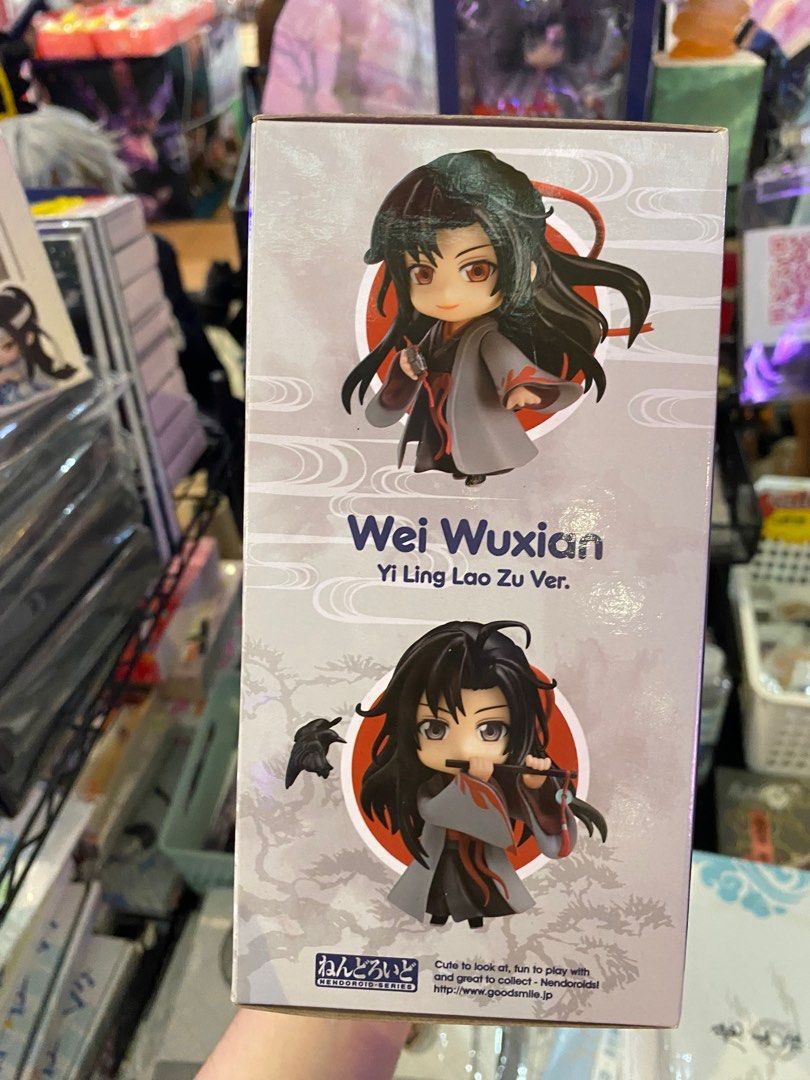 Wei Wuxian
Yi Ling Lao Zu Ver.
ねんどろいど
NENDOROID-SERIES
Cute to look at, fun to play with
and great to collect - Nendoroids!
http://www.goodsmile.jp